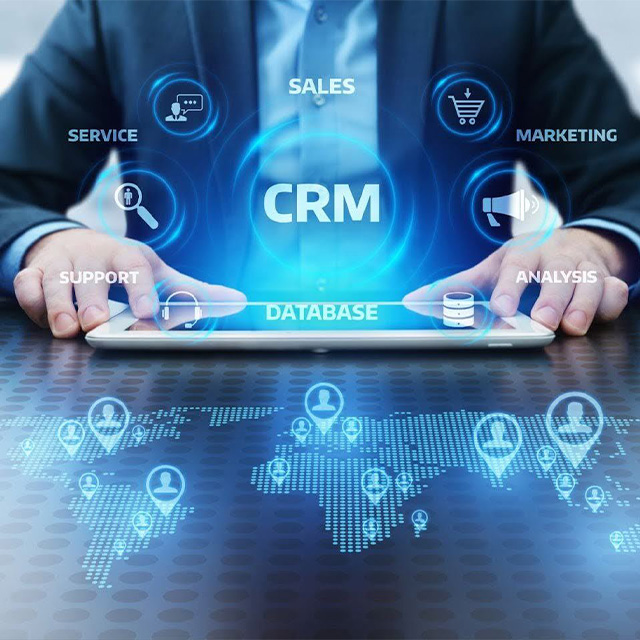 SALES
SERVICE
MARKETING
CRM
SUPPORT
ANALYSIS
DATABASE